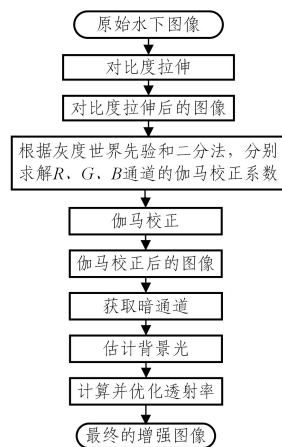 原始水下图像
对比度拉伸
对比度拉伸后的图像
根据灰度世界先验和二分法，分别
求解R、G、B通道的伽马校正系数
伽马校正
伽马校正后的图像
获取暗通道
估计背景光
计算并优化透射率
最终的增强图像